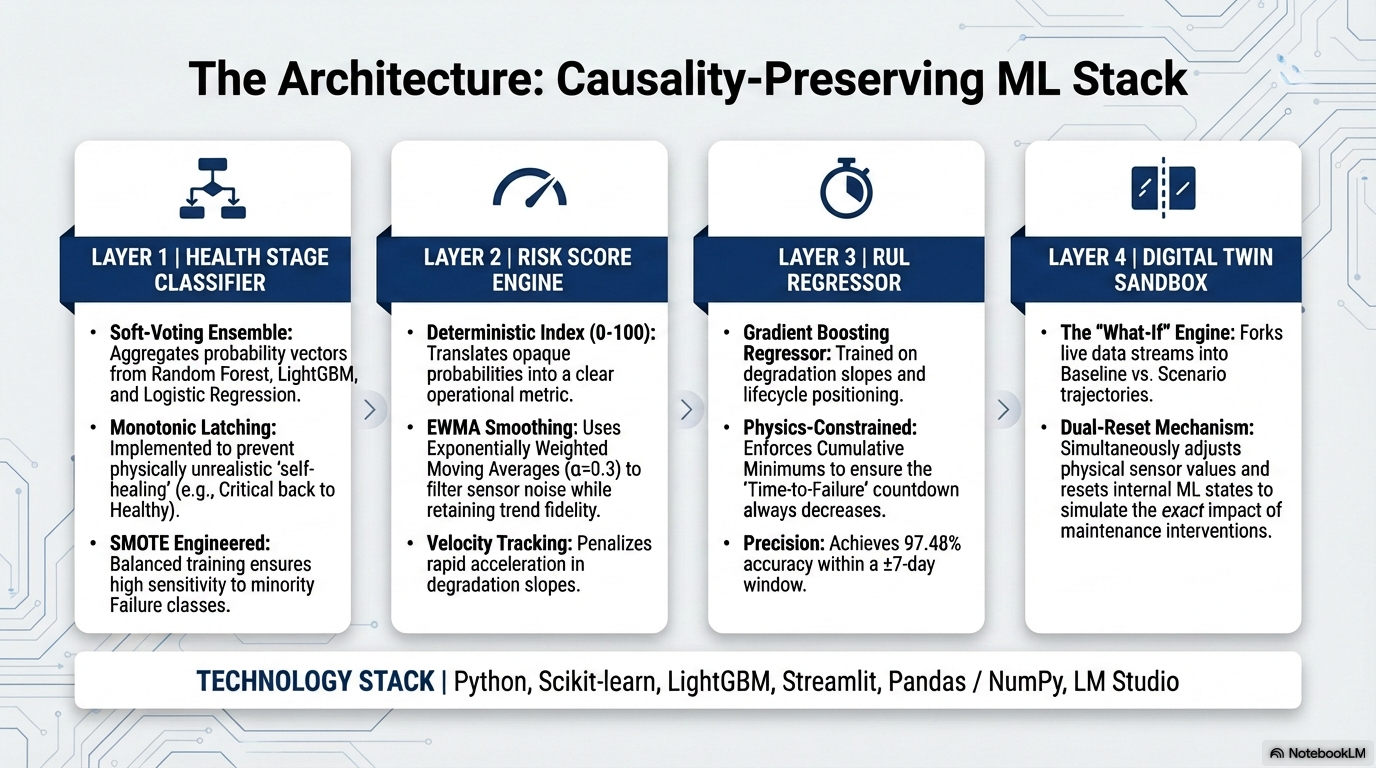 The Architecture: Causality-Preserving ML Stack
LAYER 1 | HEALTH STAGE
CLASSIFIER
• Soft-Voting Ensemble:
Aggregates probability vectors
from Random Forest, LightGBM,
and Logistic Regression.
• Monotonic Latching:
Implemented to prevent
physically unrealistic ‘self-
healing’ (e.g., Critical back to
Healthy).
• SMOTE Engineered:
Balanced training ensures
high sensitivity to minority
Failure classes.
LAYER 2 | RISK SCORE
ENGINE
• Deterministic Index (0-100):
Translates opaque
probabilities into a clear
operational metric.
• EWMA Smoothing: Uses
Exponentially Weighted
Moving Averages (α=0.3) to
filter sensor noise while
retaining trend fidelity.
• Velocity Tracking: Penalizes
rapid acceleration in
degradation slopes.
LAYER 3 | RUL
REGRESSOR
• Gradient Boosting
Regressor: Trained on
degradation slopes and
lifecycle positioning.
• Physics-Constrained:
Enforces Cumulative
Minimums to ensure the
‘Time-to-Failure’ countdown
always decreases.
• Precision: Achieves 97.48%
accuracy within a ±7-day
window.
LAYER 4 | DIGITAL TWIN
SANDBOX
• The “What-If” Engine: Forks
live data streams into
Baseline vs. Scenario
trajectories.
• Dual-Reset Mechanism:
Simultaneously adjusts
physical sensor values and
resets internal ML states to
simulate the exact impact of
maintenance interventions.
TECHNOLOGY STACK | Python, Scikit-learn, LightGBM, Streamlit, Pandas / NumPy, LM Studio
NotebookLM